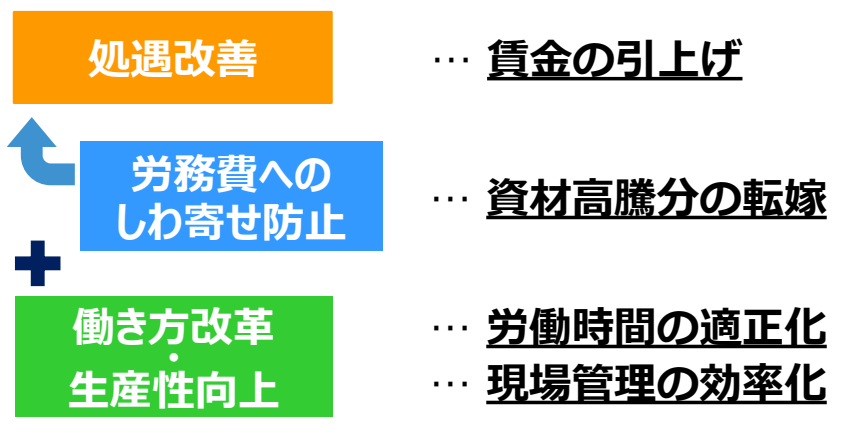 処遇改善 … 賃金の引上げ
労務費への
しわ寄せ防止 … 資材高騰分の転嫁
働き方改革 … 労働時間の適正化
・
生産性向上 … 現場管理の効率化